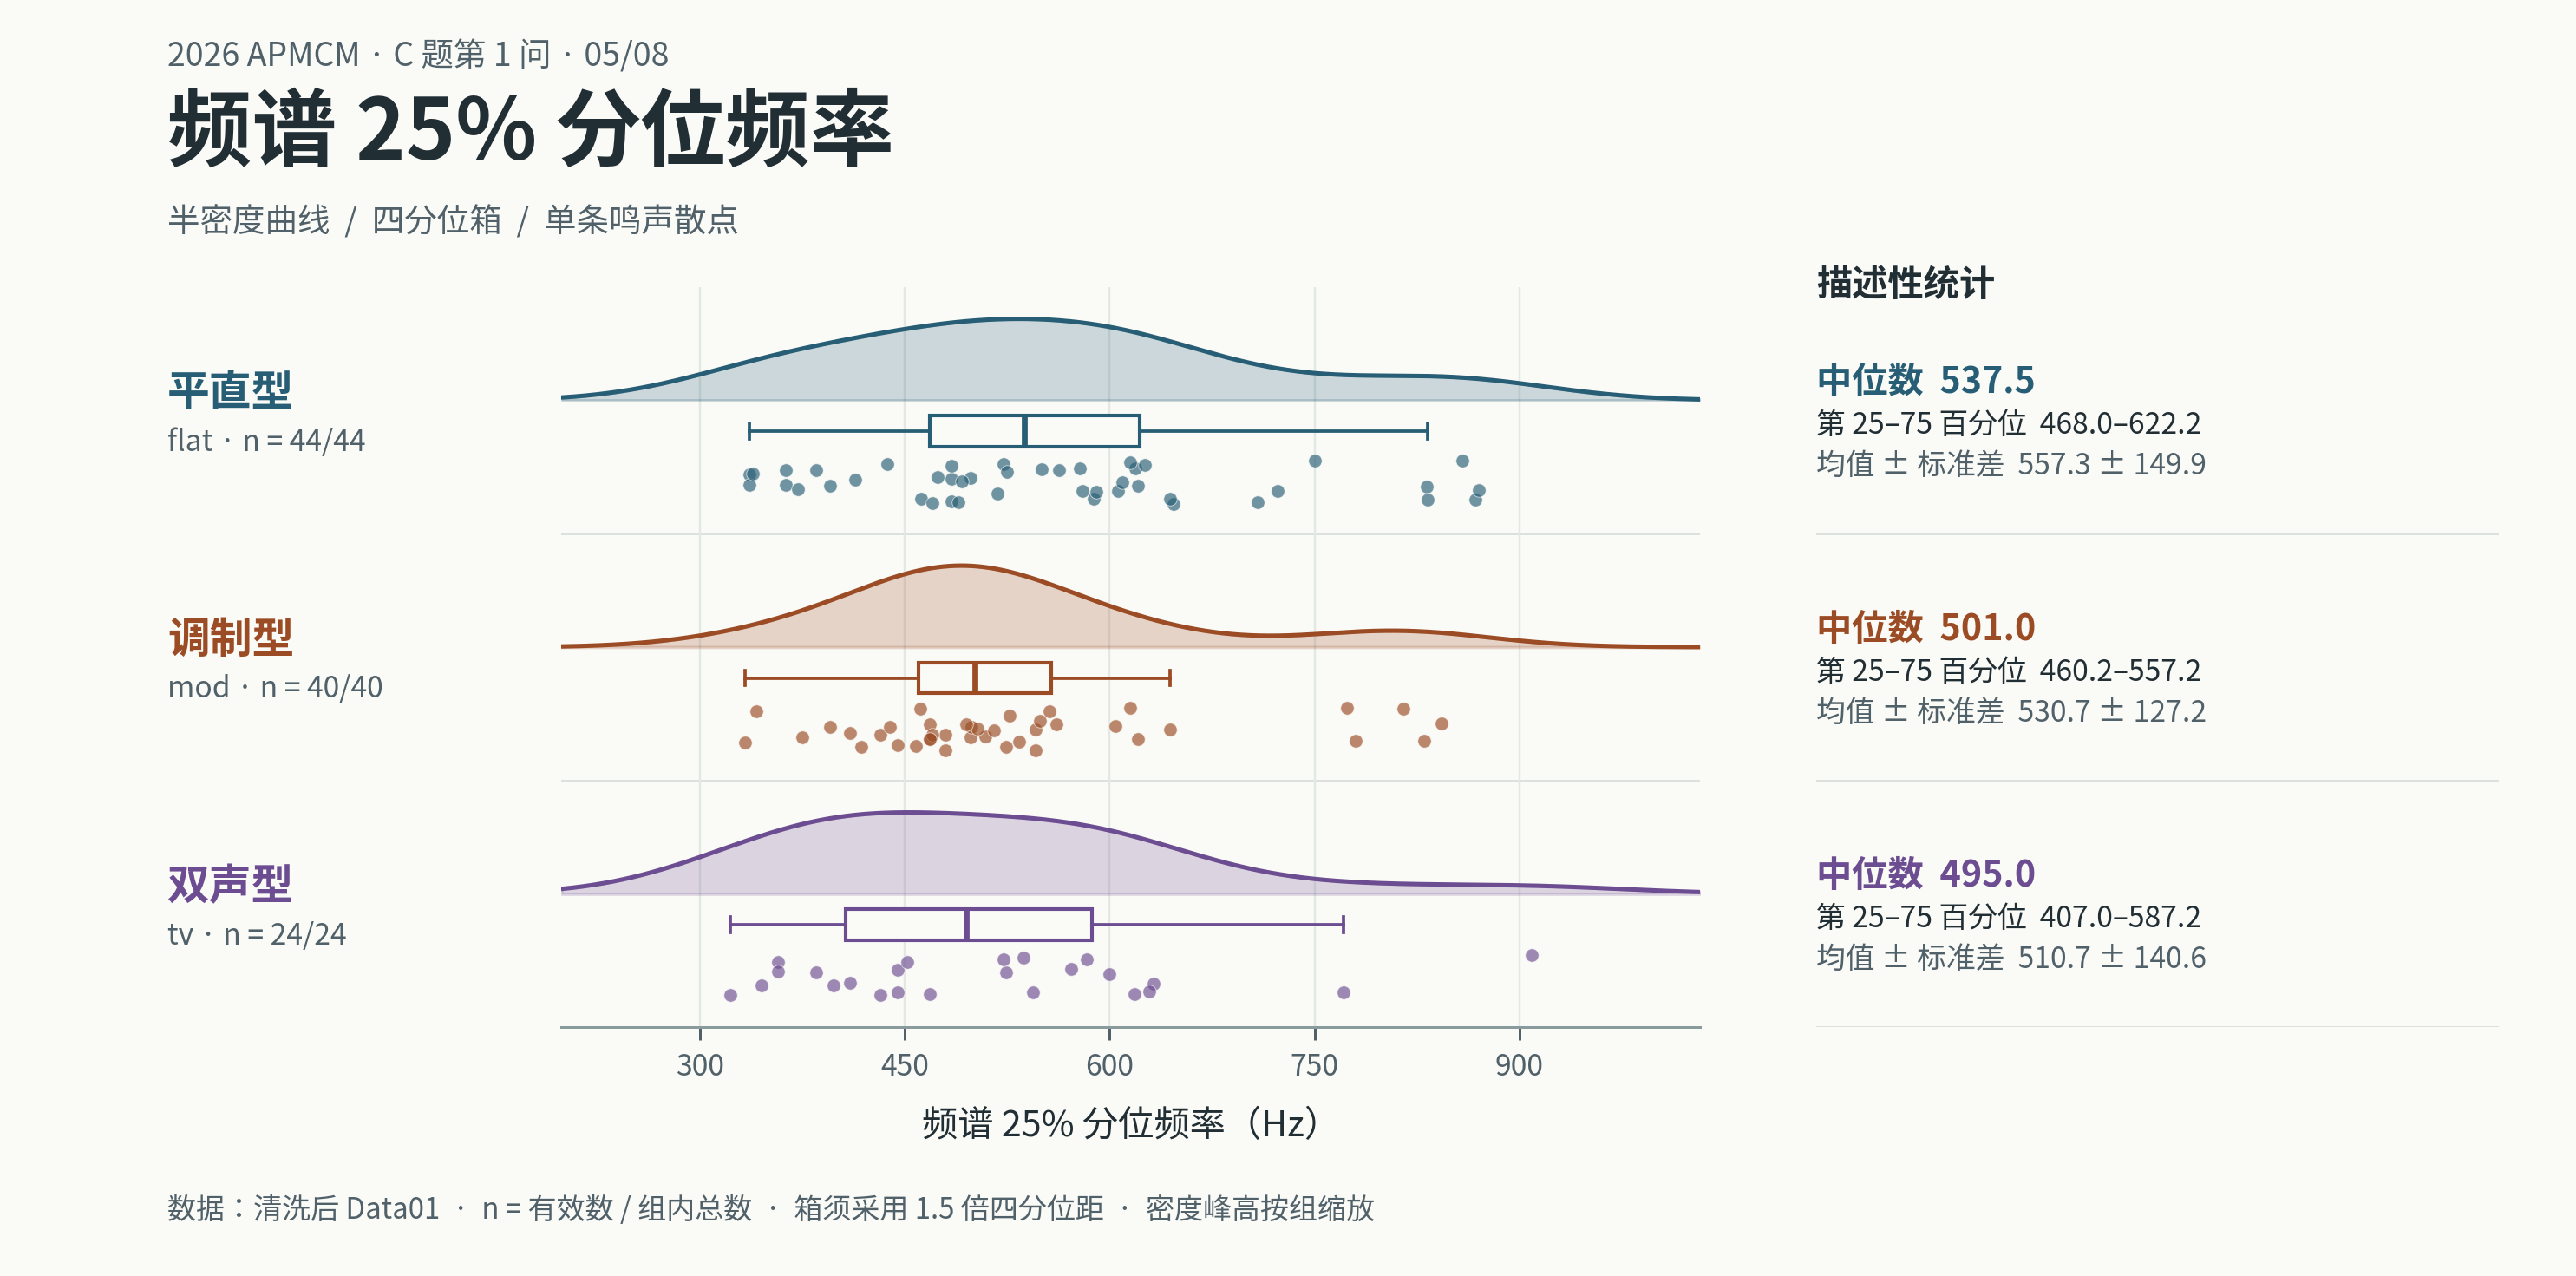 2026 APMCM · C 题第 1 问 · 05/08
频谱 25% 分位频率
半密度曲线 / 四分位箱 / 单条鸣声散点
描述性统计
平直型
flat · n = 44/44
中位数 537.5
第 25–75 百分位 468.0–622.2
均值 ± 标准差 557.3 ± 149.9
调制型
mod · n = 40/40
中位数 501.0
第 25–75 百分位 460.2–557.2
均值 ± 标准差 530.7 ± 127.2
双声型
tv · n = 24/24
中位数 495.0
第 25–75 百分位 407.0–587.2
均值 ± 标准差 510.7 ± 140.6
300 450 600 750 900
频谱 25% 分位频率（Hz）
数据：清洗后 Data01 · n = 有效数 / 组内总数 · 箱须采用 1.5 倍四分位距 · 密度峰高按组缩放